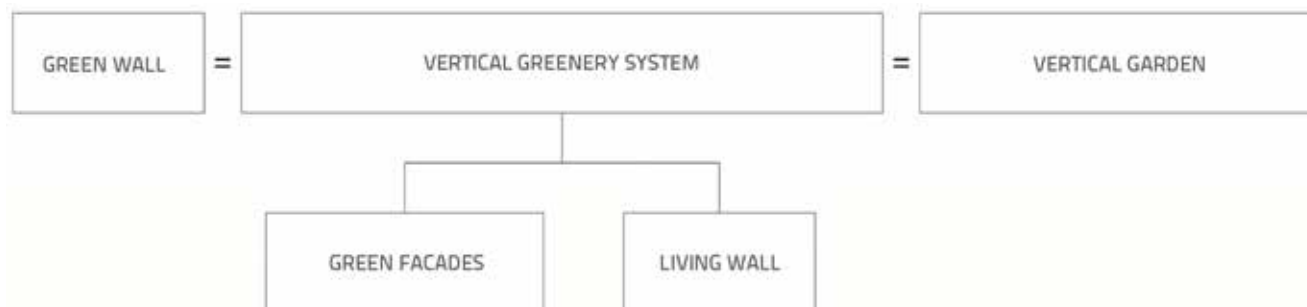 GREEN WALL = VERTICAL GREENERY SYSTEM = VERTICAL GARDEN
GREEN FACADES
LIVING WALL